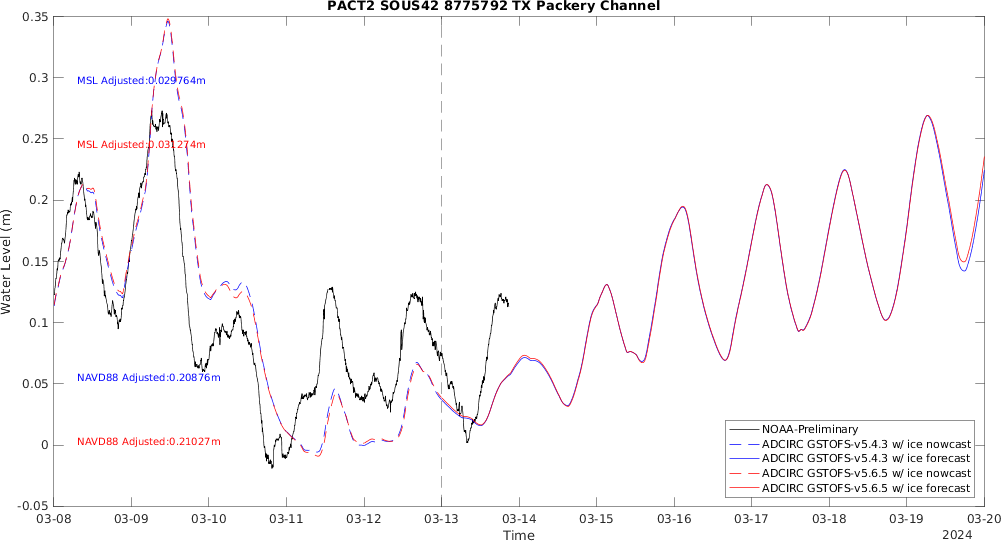 PACT2 SOUS42 8775792 TX Packery Channel
0.35
0.3
0.25
0.2
0.15
0.1
0.05
0
-0.05
Water Level (m)
MSL Adjusted:0.029764m
MSL Adjusted:0.031274m
NAVD88 Adjusted:0.20876m
NAVD88 Adjusted:0.21027m
NOAA-Preliminary
ADCIRC GSTOFS-v5.4.3 w/ ice nowcast
ADCIRC GSTOFS-v5.4.3 w/ ice forecast
ADCIRC GSTOFS-v5.6.5 w/ ice nowcast
ADCIRC GSTOFS-v5.6.5 w/ ice forecast
03-08 03-09 03-10 03-11 03-12 03-13 03-14 03-15 03-16 03-17 03-18 03-19 03-20
Time
2024